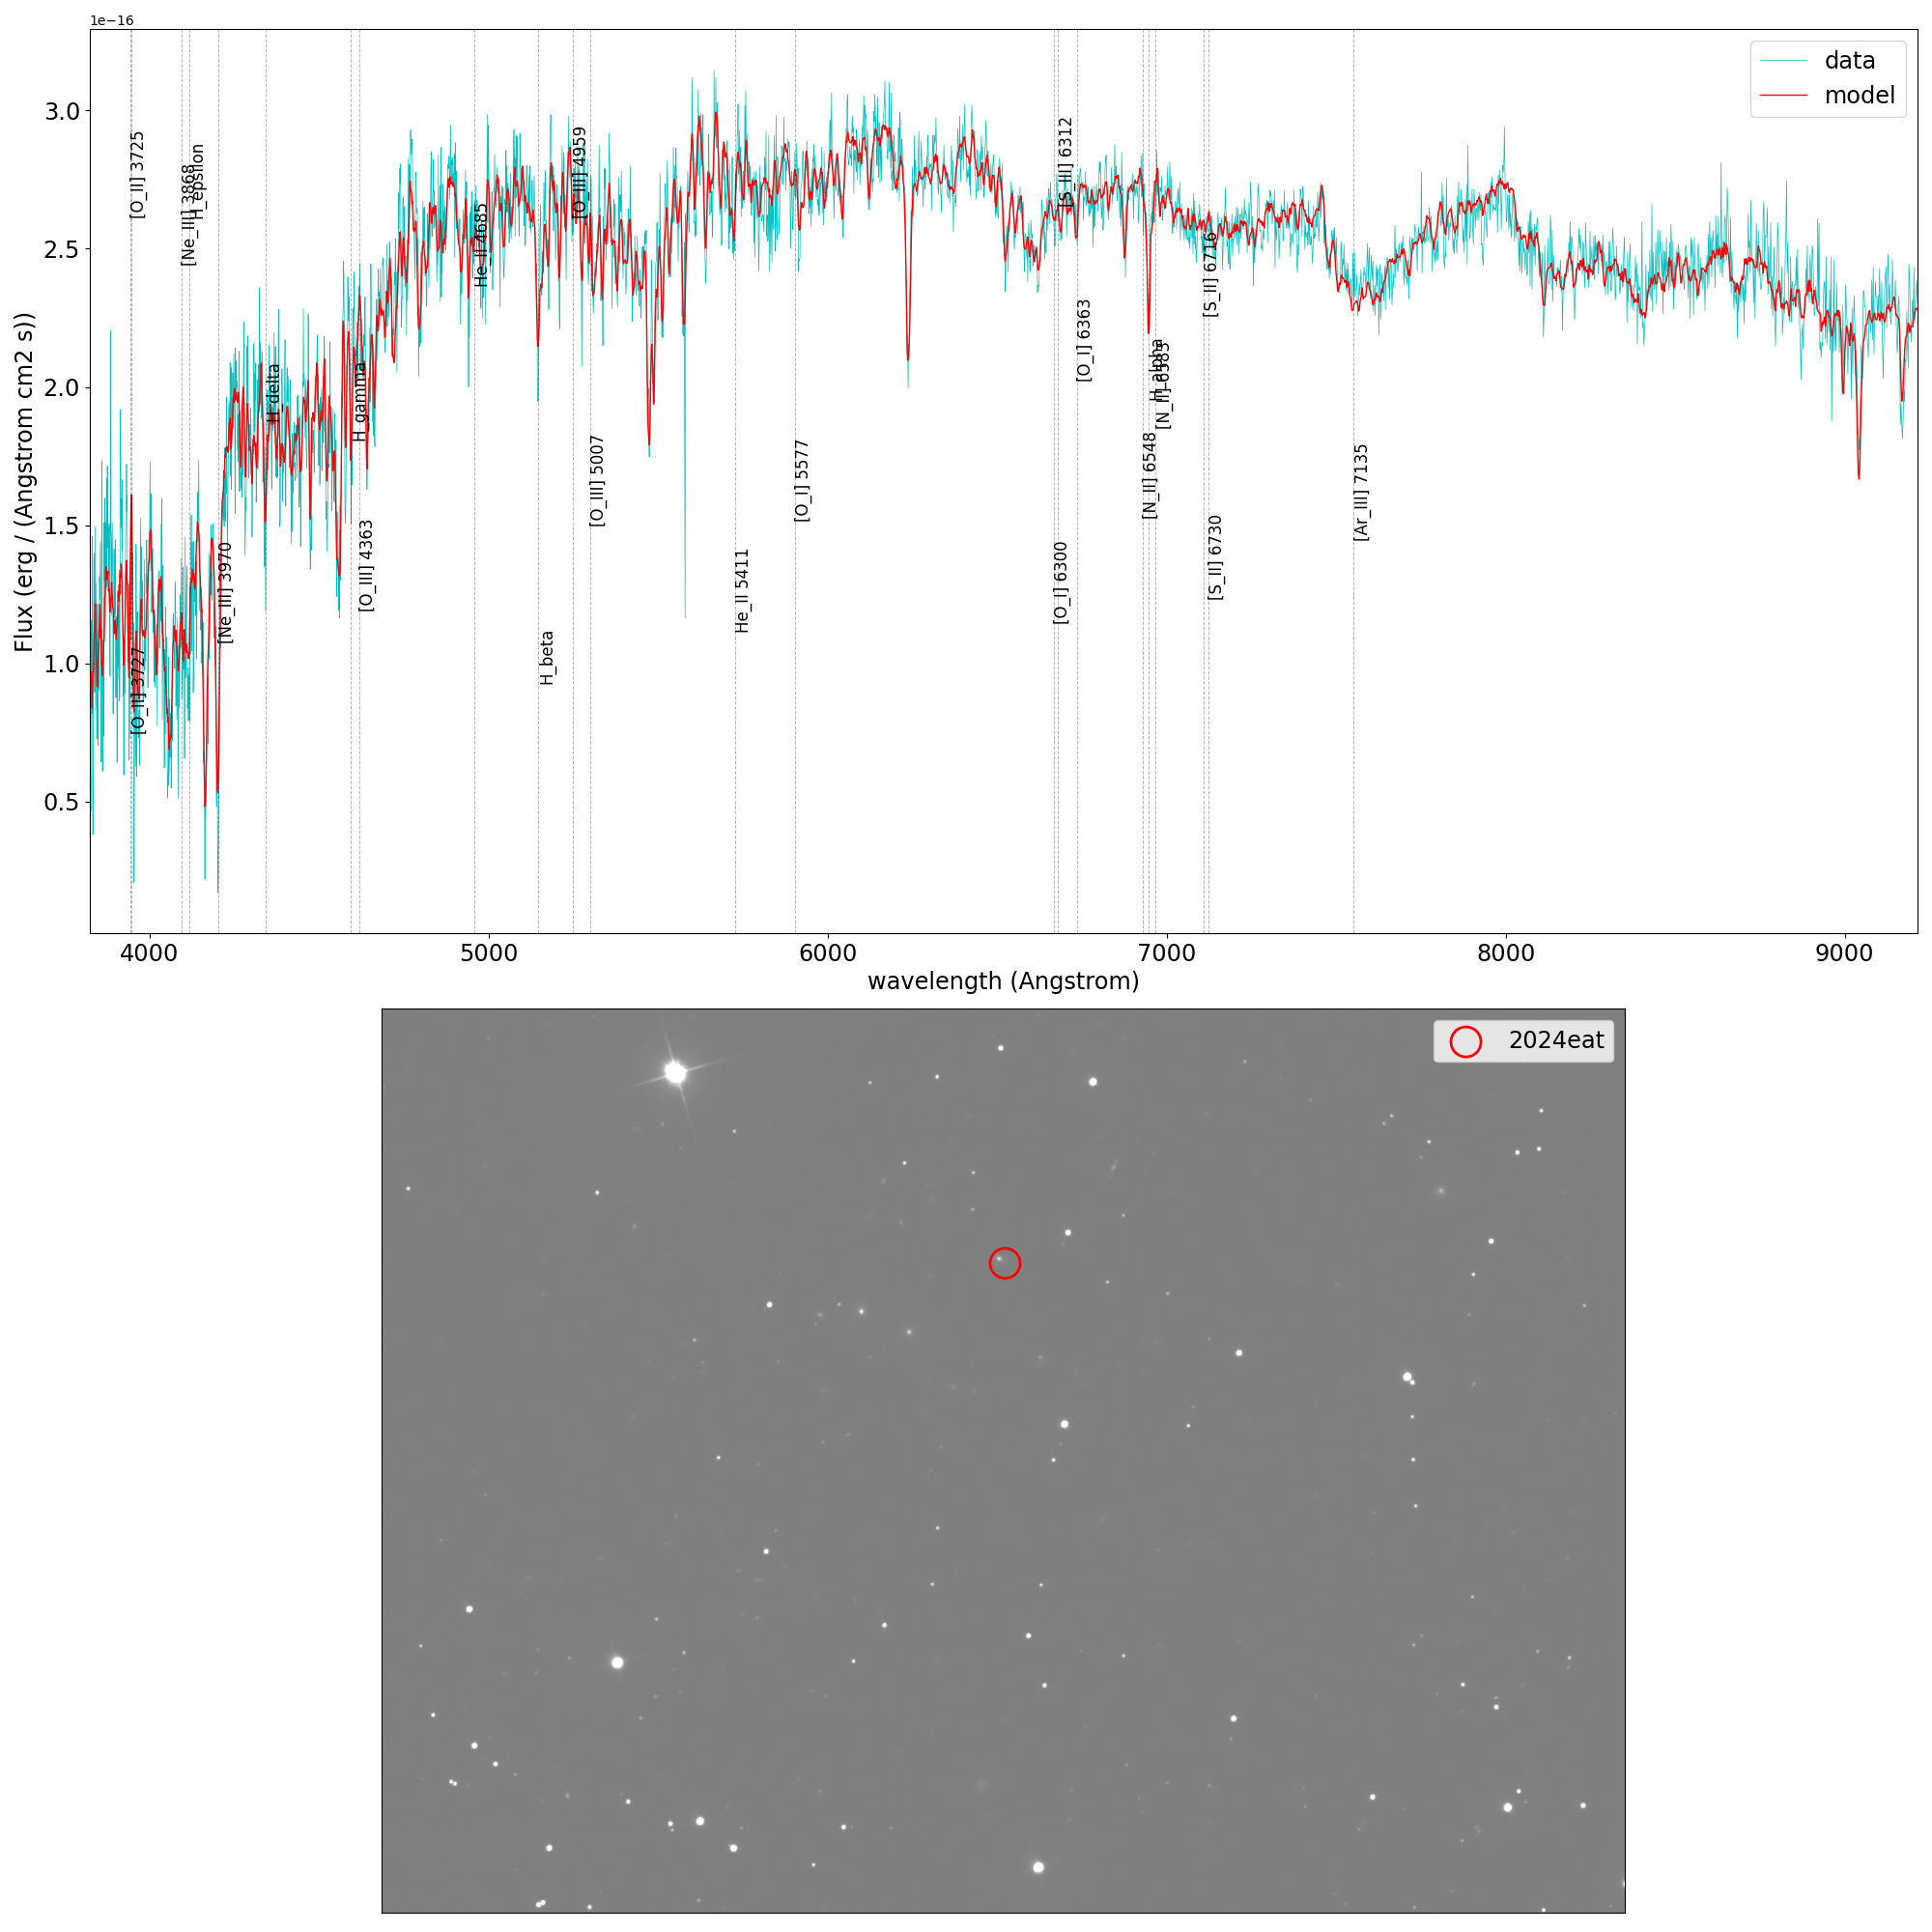 1e−16
data
model
3.0
2.5
2.0
1.5
1.0
0.5
Flux (erg / (Angstrom cm2 s))
[O_II] 3725
[O_II] 3727
[Ne_III] 3868
H_epsilon
[Ne_III] 3970
H_delta
H_gamma
[O_III] 4363
He_II 4685
H_beta
[O_III] 4959
[O_III] 5007
He_II 5411
[O_I] 5577
[O_I] 6300
[S_III] 6312
[O_I] 6363
[N_II] 6548
H_alpha
[N_II] 6583
[S_II] 6716
[S_II] 6730
[Ar_III] 7135
4000 5000 6000 7000 8000 9000
wavelength (Angstrom)
2024eat